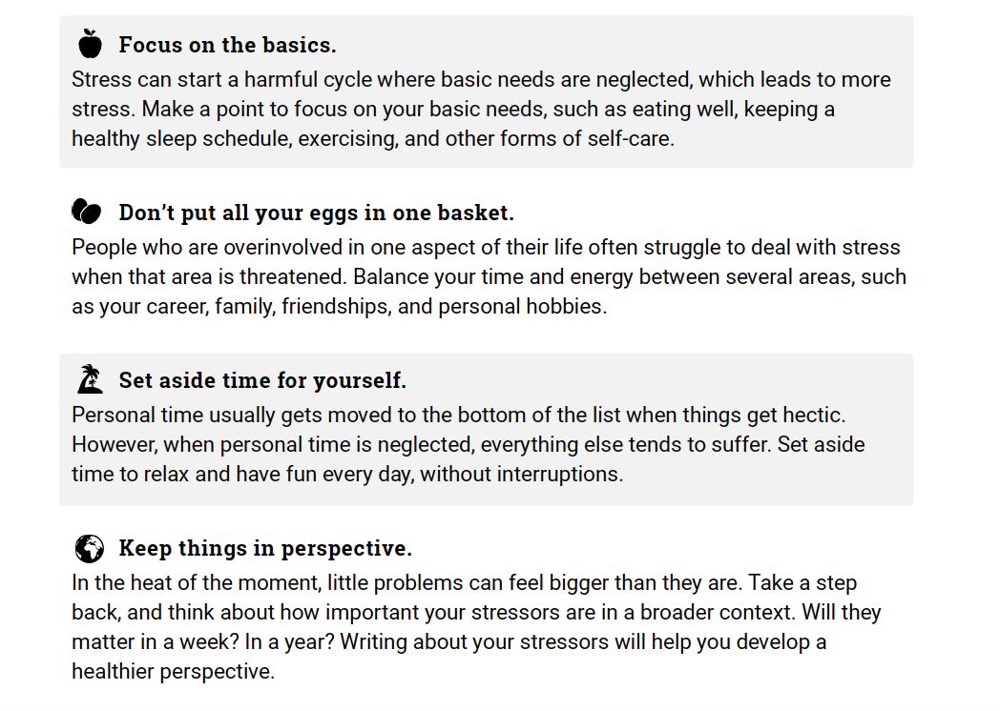 Focus on the basics.
Stress can start a harmful cycle where basic needs are neglected, which leads to more
stress. Make a point to focus on your basic needs, such as eating well, keeping a
healthy sleep schedule, exercising, and other forms of self-care.
Don’t put all your eggs in one basket.
People who are overinvolved in one aspect of their life often struggle to deal with stress
when that area is threatened. Balance your time and energy between several areas, such
as your career, family, friendships, and personal hobbies.
Set aside time for yourself.
Personal time usually gets moved to the bottom of the list when things get hectic.
However, when personal time is neglected, everything else tends to suffer. Set aside
time to relax and have fun every day, without interruptions.
Keep things in perspective.
In the heat of the moment, little problems can feel bigger than they are. Take a step
back, and think about how important your stressors are in a broader context. Will they
matter in a week? In a year? Writing about your stressors will help you develop a
healthier perspective.